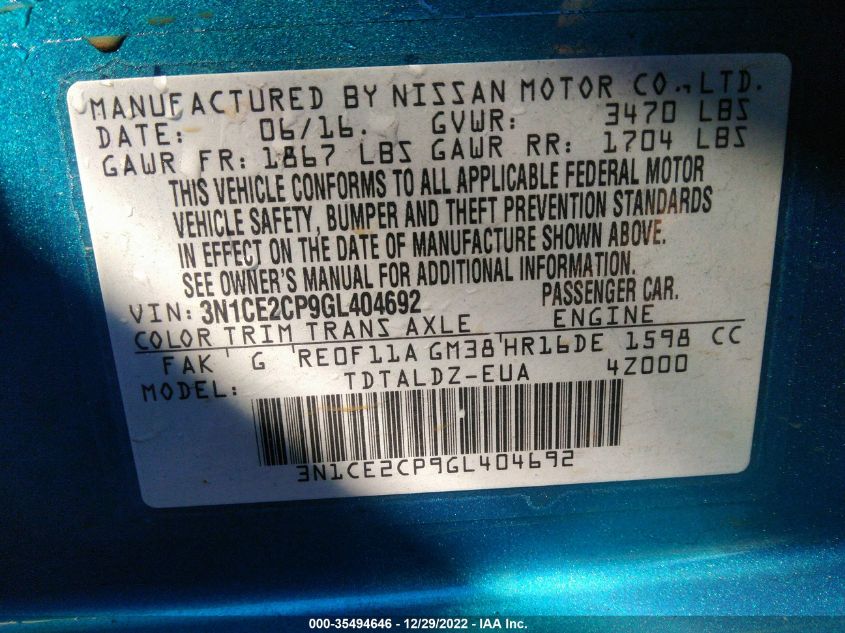 MANUFACTURED BY NISSAN MOTOR CO., LTD.
DATE: 06/16. GVWR: 3470 LBS
GAWR FR: 1867 LBS GAWR RR: 1704 LBS
THIS VEHICLE CONFORMS TO ALL APPLICABLE FEDERAL MOTOR
VEHICLE SAFETY, BUMPER AND THEFT PREVENTION STANDARDS
IN EFFECT ON THE DATE OF MANUFACTURE SHOWN ABOVE.
SEE OWNER'S MANUAL FOR ADDITIONAL INFORMATION.
VIN: 3N1CE2CP9GL404692 PASSENGER CAR.
COLOR TRIM TRANS AXLE ENGINE
FAK G RE0F11A GM38 HR16DE 1598 CC
MODEL: TDTALDZ-EUA 4Z000
3N1CE2CP9GL404692
000-35494646 - 12/29/2022 - IAA Inc.